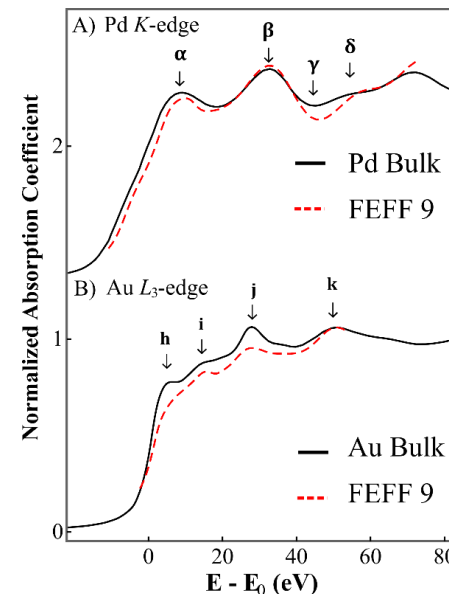 A) Pd K-edge
α
β
γ
δ
2
Pd Bulk
FEFF 9
B) Au L₃-edge
h
i
j
k
1
Au Bulk
FEFF 9
0
0 20 40 60 80
E - E₀ (eV)
Normalized Absorption Coefficient